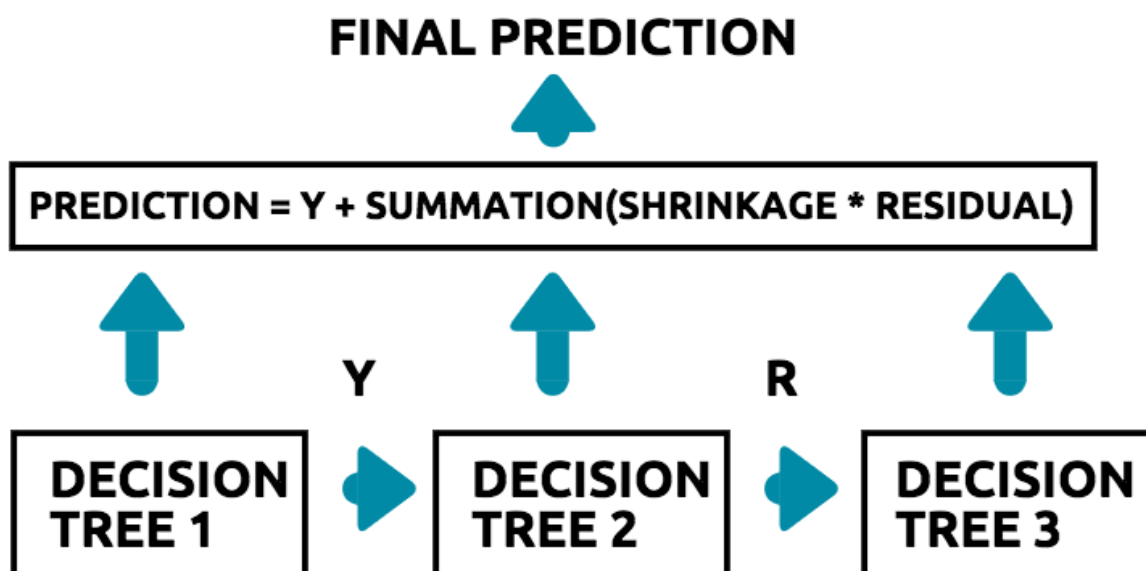 FINAL PREDICTION
PREDICTION = Y + SUMMATION(SHRINKAGE * RESIDUAL)
Y
R
DECISION
TREE 1
DECISION
TREE 2
DECISION
TREE 3